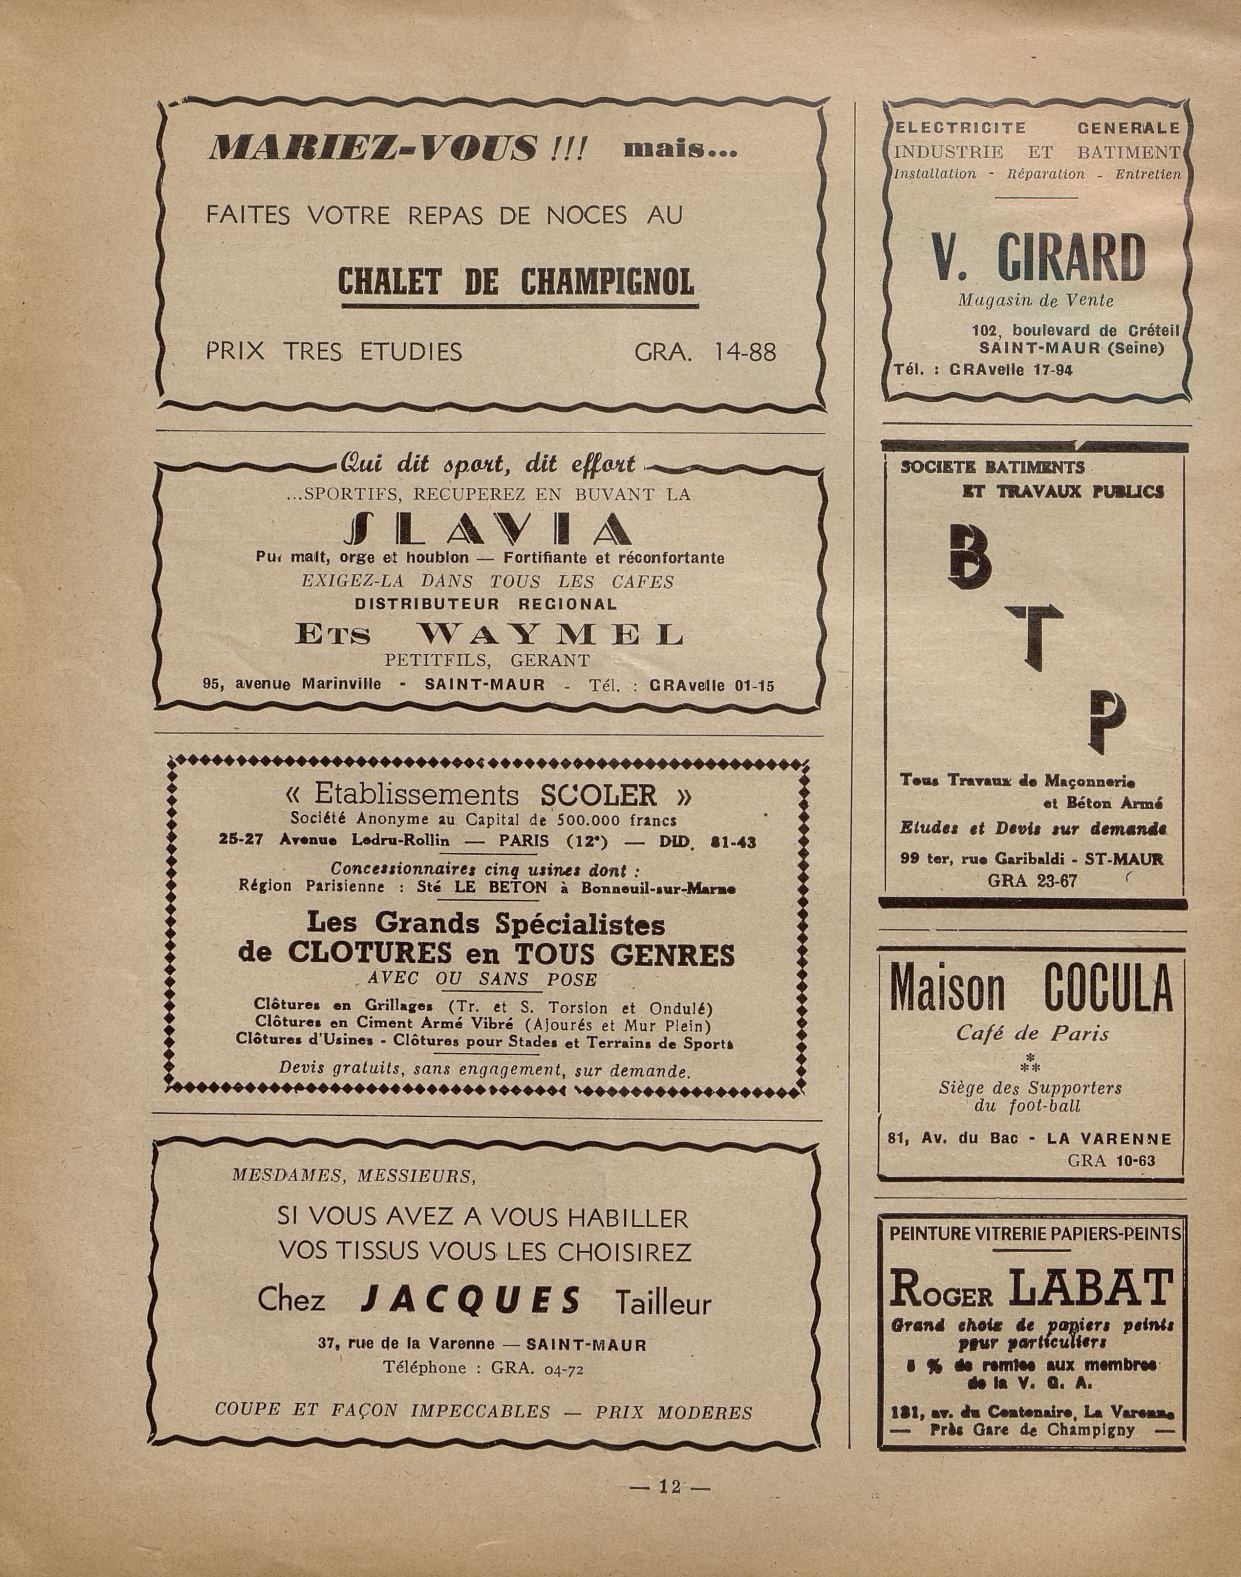 MARIEZ-VOUS !!! mais...
FAITES VOTRE REPAS DE NOCES AU
CHALET DE CHAMPIGNOL
PRIX TRES ETUDIES GRA. 14-88
Qui dit sport, dit effort
...SPORTIFS, RECUPEREZ EN BUVANT LA
SLAVIA
Pur malt, orge et houblon — Fortifiante et réconfortante
EXIGEZ-LA DANS TOUS LES CAFES
DISTRIBUTEUR REGIONAL
ETS WAYMEL
PETITFILS, GERANT
95, avenue Marinville - SAINT-MAUR - Tél. : GRAvelle 01-15
« Etablissements SCOLER »
Société Anonyme au Capital de 500.000 francs
25-27 Avenue Ledru-Rollin — PARIS (12e) — DID. 81-43
Concessionnaires cinq usines dont :
Région Parisienne : Sté LE BETON à Bonneuil-sur-Marne
Les Grands Spécialistes
de CLOTURES en TOUS GENRES
AVEC OU SANS POSE
Clôtures en Grillages (Tr. et S. Torsion et Ondulé)
Clôtures en Ciment Armé Vibré (Ajourés et Mur Plein)
Clôtures d'Usines - Clôtures pour Stades et Terrains de Sports
Devis gratuits, sans engagement, sur demande.
MESDAMES, MESSIEURS,
SI VOUS AVEZ A VOUS HABILLER
VOS TISSUS VOUS LES CHOISIREZ
Chez JACQUES Tailleur
37, rue de la Varenne — SAINT-MAUR
Téléphone : GRA. 04-72
COUPE ET FAÇON IMPECCABLES — PRIX MODERES
ELECTRICITE GENERALE
INDUSTRIE ET BATIMENT
Installation - Réparation - Entretien
V. GIRARD
Magasin de Vente
102, boulevard de Créteil
SAINT-MAUR (Seine)
Tél. : GRAvelle 17-94
SOCIETE BATIMENTS
ET TRAVAUX PUBLICS
B
T
P
Tous Travaux de Maçonnerie
et Béton Armé
Etudes et Devis sur demande
99 ter, rue Garibaldi - ST-MAUR
GRA 23-67
Maison COCULA
Café de Paris
*
**
Siège des Supporters
du foot-ball
81, Av. du Bac - LA VARENNE
GRA 10-63
PEINTURE VITRERIE PAPIERS-PEINTS
ROGER LABAT
Grand choix de papiers peints
pour particuliers
5 % de remise aux membres
de la V. G. A.
131, av. du Centenaire, La Varenne
— Près Gare de Champigny —
— 12 —